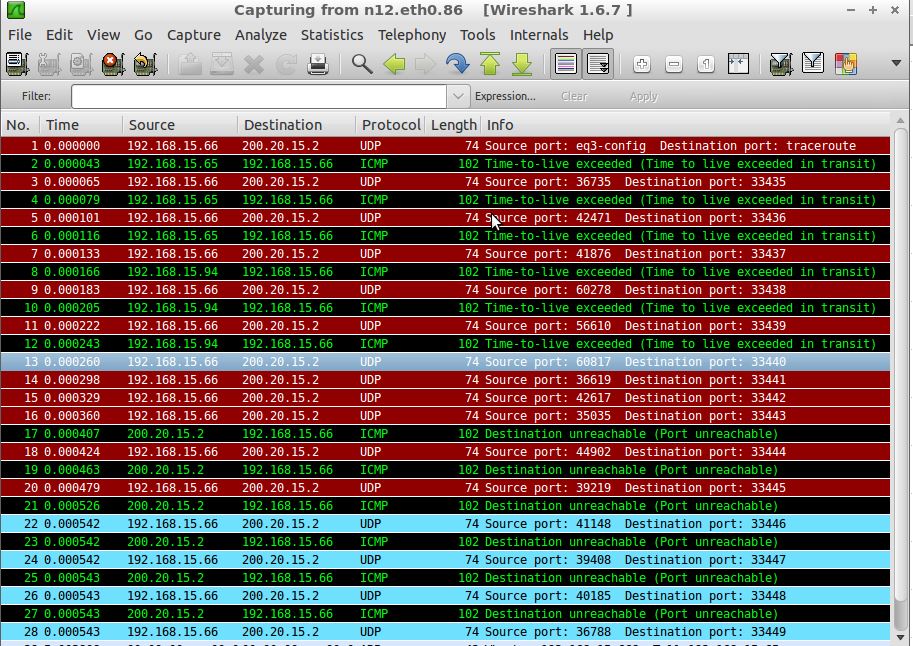 Capturing from n12.eth0.86 [Wireshark 1.6.7 ]
File Edit View Go Capture Analyze Statistics Telephony Tools Internals Help
Filter: Expression... Clear Apply
No. Time Source Destination Protocol Length Info
1 0.000000 192.168.15.66 200.20.15.2 UDP 74 Source port: eq3-config Destination port: traceroute
2 0.000043 192.168.15.65 192.168.15.66 ICMP 102 Time-to-live exceeded (Time to live exceeded in transit)
3 0.000065 192.168.15.66 200.20.15.2 UDP 74 Source port: 36735 Destination port: 33435
4 0.000079 192.168.15.65 192.168.15.66 ICMP 102 Time-to-live exceeded (Time to live exceeded in transit)
5 0.000101 192.168.15.66 200.20.15.2 UDP 74 Source port: 42471 Destination port: 33436
6 0.000116 192.168.15.65 192.168.15.66 ICMP 102 Time-to-live exceeded (Time to live exceeded in transit)
7 0.000133 192.168.15.66 200.20.15.2 UDP 74 Source port: 41876 Destination port: 33437
8 0.000166 192.168.15.94 192.168.15.66 ICMP 102 Time-to-live exceeded (Time to live exceeded in transit)
9 0.000183 192.168.15.66 200.20.15.2 UDP 74 Source port: 60278 Destination port: 33438
10 0.000205 192.168.15.94 192.168.15.66 ICMP 102 Time-to-live exceeded (Time to live exceeded in transit)
11 0.000222 192.168.15.66 200.20.15.2 UDP 74 Source port: 56610 Destination port: 33439
12 0.000243 192.168.15.94 192.168.15.66 ICMP 102 Time-to-live exceeded (Time to live exceeded in transit)
13 0.000260 192.168.15.66 200.20.15.2 UDP 74 Source port: 60817 Destination port: 33440
14 0.000298 192.168.15.66 200.20.15.2 UDP 74 Source port: 36619 Destination port: 33441
15 0.000329 192.168.15.66 200.20.15.2 UDP 74 Source port: 42617 Destination port: 33442
16 0.000360 192.168.15.66 200.20.15.2 UDP 74 Source port: 35035 Destination port: 33443
17 0.000407 200.20.15.2 192.168.15.66 ICMP 102 Destination unreachable (Port unreachable)
18 0.000424 192.168.15.66 200.20.15.2 UDP 74 Source port: 44902 Destination port: 33444
19 0.000463 200.20.15.2 192.168.15.66 ICMP 102 Destination unreachable (Port unreachable)
20 0.000479 192.168.15.66 200.20.15.2 UDP 74 Source port: 39219 Destination port: 33445
21 0.000526 200.20.15.2 192.168.15.66 ICMP 102 Destination unreachable (Port unreachable)
22 0.000542 192.168.15.66 200.20.15.2 UDP 74 Source port: 41148 Destination port: 33446
23 0.000542 200.20.15.2 192.168.15.66 ICMP 102 Destination unreachable (Port unreachable)
24 0.000542 192.168.15.66 200.20.15.2 UDP 74 Source port: 39408 Destination port: 33447
25 0.000543 200.20.15.2 192.168.15.66 ICMP 102 Destination unreachable (Port unreachable)
26 0.000543 192.168.15.66 200.20.15.2 UDP 74 Source port: 40185 Destination port: 33448
27 0.000543 200.20.15.2 192.168.15.66 ICMP 102 Destination unreachable (Port unreachable)
28 0.000543 192.168.15.66 200.20.15.2 UDP 74 Source port: 36788 Destination port: 33449